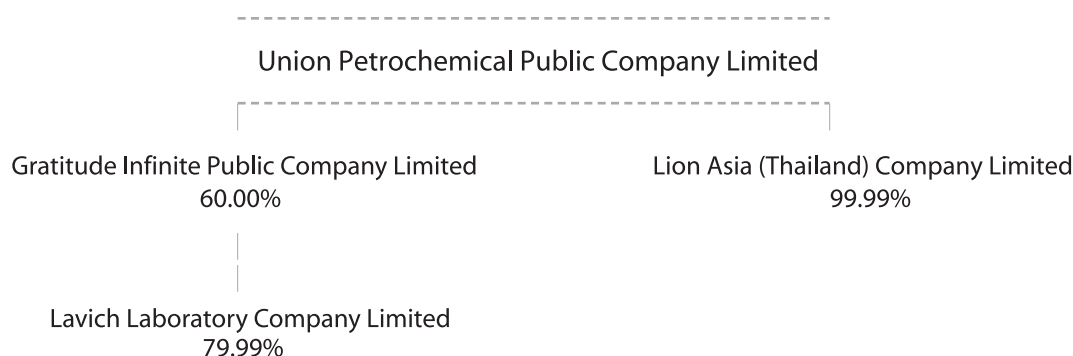 Union Petrochemical Public Company Limited
Gratitude Infinite Public Company Limited
60.00%
Lion Asia (Thailand) Company Limited
99.99%
Lavich Laboratory Company Limited
79.99%